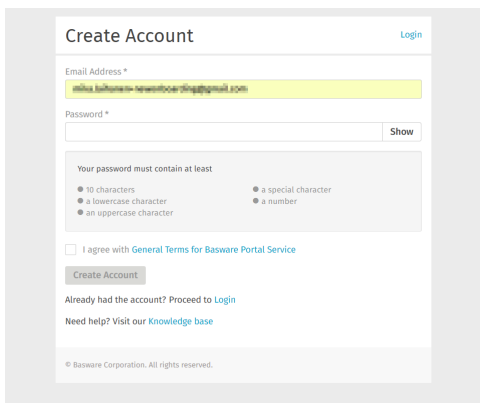 Create Account
Login
Email Address *
Password *
Show
Your password must contain at least
10 characters
a special character
a lowercase character
a number
an uppercase character
I agree with General Terms for Basware Portal Service
Create Account
Already had the account? Proceed to Login
Need help? Visit our Knowledge base
© Basware Corporation. All rights reserved.